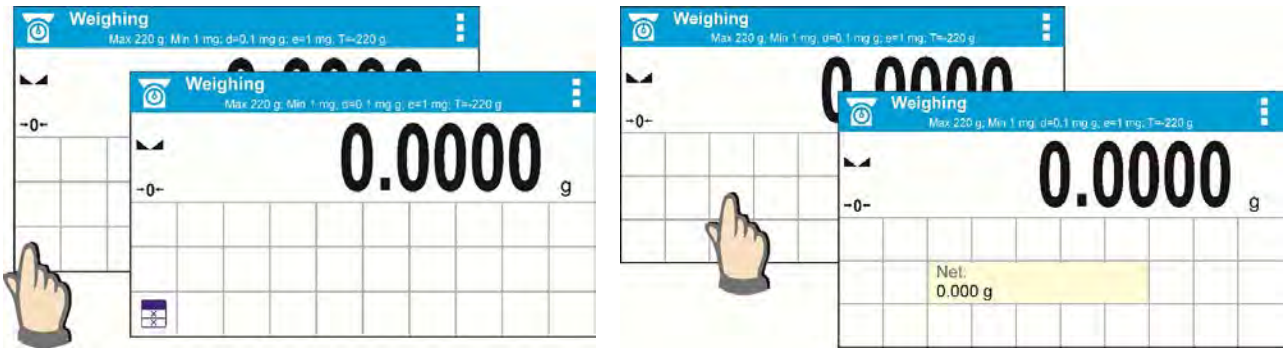 Weighing
Max 220 g; Min 1 mg; d=0.1 mg g; e=1 mg; T=-220 g
→0←
Weighing
Max 220 g; Min 1 mg; d=0.1 mg g; e=1 mg; T=-220 g
0.0000 g
→0←
Weighing
Max 220 g; Min 1 mg; d=0.1 mg g; e=1 mg; T=-220 g
0.0000
→0←
Weighing
Max 220 g; Min 1 mg; d=0.1 mg g; e=1 mg; T=-220 g
0.0000 g
→0←
Net.
0.000 g